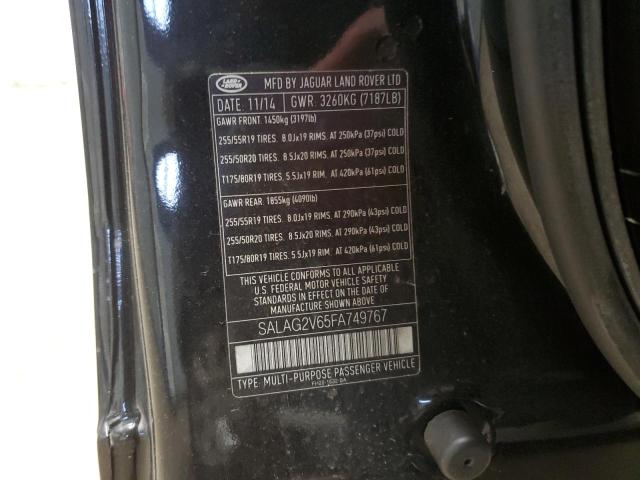 LAND ROVER
MFD BY JAGUAR LAND ROVER LTD
DATE: 11/14 GWR: 3260KG (7187LB)
GAWR FRONT: 1450kg (3197lb)
255/55R19 TIRES. 8.0Jx19 RIMS. AT 250kPa (37psi) COLD
255/50R20 TIRES. 8.5Jx20 RIMS. AT 250kPa (37psi) COLD
T175/80R19 TIRES. 5.5Jx19 RIM. AT 420kPa (61psi) COLD
GAWR REAR: 1855kg (4090lb)
255/55R19 TIRES. 8.0Jx19 RIMS. AT 290kPa (43psi) COLD
255/50R20 TIRES. 8.5Jx20 RIMS. AT 290kPa (43psi) COLD
T175/80R19 TIRES. 5.5Jx19 RIM. AT 420kPa (61psi) COLD
THIS VEHICLE CONFORMS TO ALL APPLICABLE
U.S. FEDERAL MOTOR VEHICLE SAFETY
STANDARDS IN EFFECT ON THE DATE OF
MANUFACTURE SHOWN ABOVE
SALAG2V65FA749767
TYPE: MULTI-PURPOSE PASSENGER VEHICLE